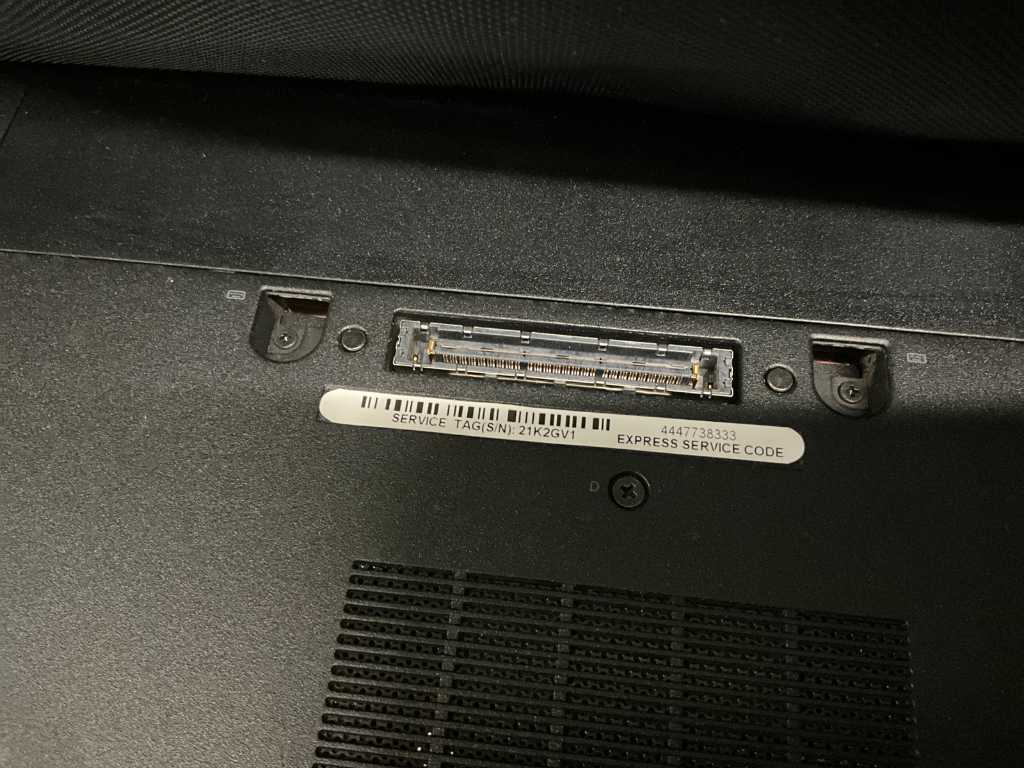 SERVICE TAG(S/N): 21K2GV1
4447738333
EXPRESS SERVICE CODE
D